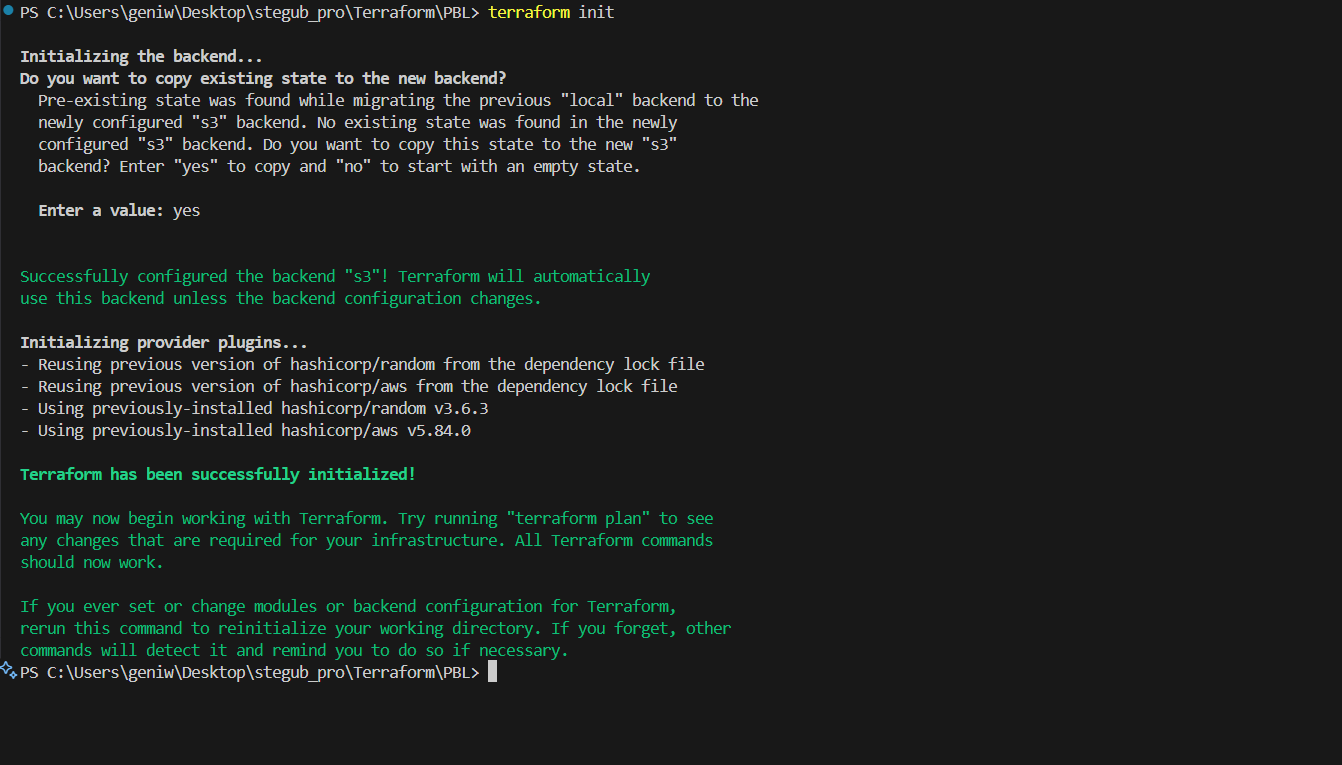 PS C:\Users\geniw\Desktop\stegub_pro\Terraform\PBL> terraform init
Initializing the backend...
Do you want to copy existing state to the new backend?
Pre-existing state was found while migrating the previous "local" backend to the
newly configured "s3" backend. No existing state was found in the newly
configured "s3" backend. Do you want to copy this state to the new "s3"
backend? Enter "yes" to copy and "no" to start with an empty state.
Enter a value: yes
Successfully configured the backend "s3"! Terraform will automatically
use this backend unless the backend configuration changes.
Initializing provider plugins...
- Reusing previous version of hashicorp/random from the dependency lock file
- Reusing previous version of hashicorp/aws from the dependency lock file
- Using previously-installed hashicorp/random v3.6.3
- Using previously-installed hashicorp/aws v5.84.0
Terraform has been successfully initialized!
You may now begin working with Terraform. Try running "terraform plan" to see
any changes that are required for your infrastructure. All Terraform commands
should now work.
If you ever set or change modules or backend configuration for Terraform,
rerun this command to reinitialize your working directory. If you forget, other
commands will detect it and remind you to do so if necessary.
PS C:\Users\geniw\Desktop\stegub_pro\Terraform\PBL>